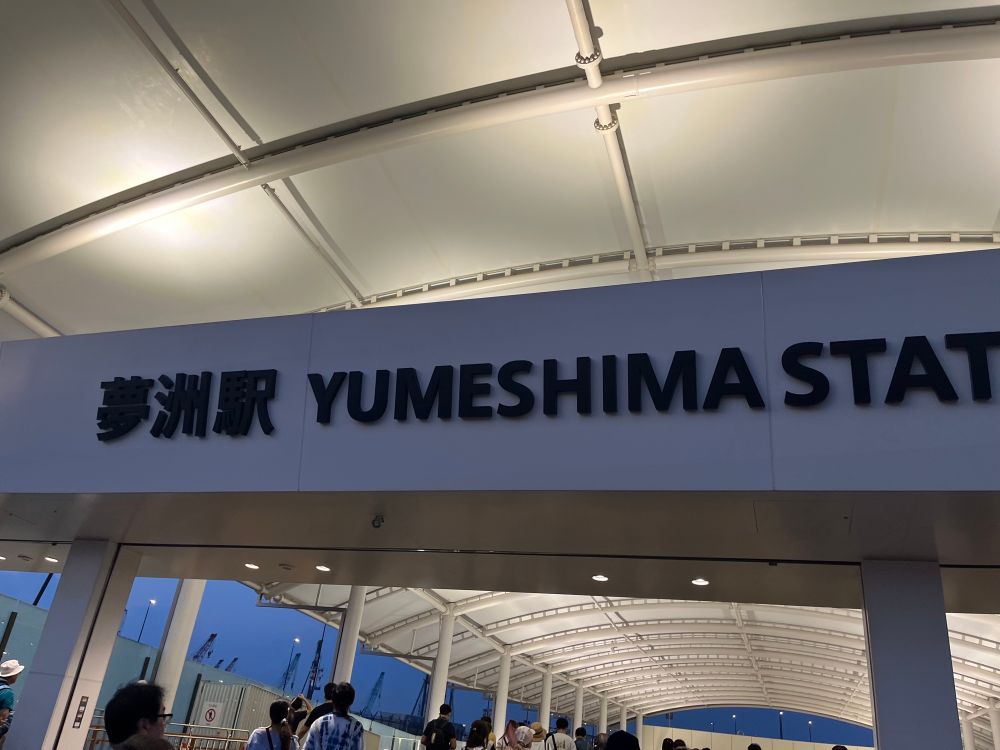 夢洲駅 YUMESHIMA STAT